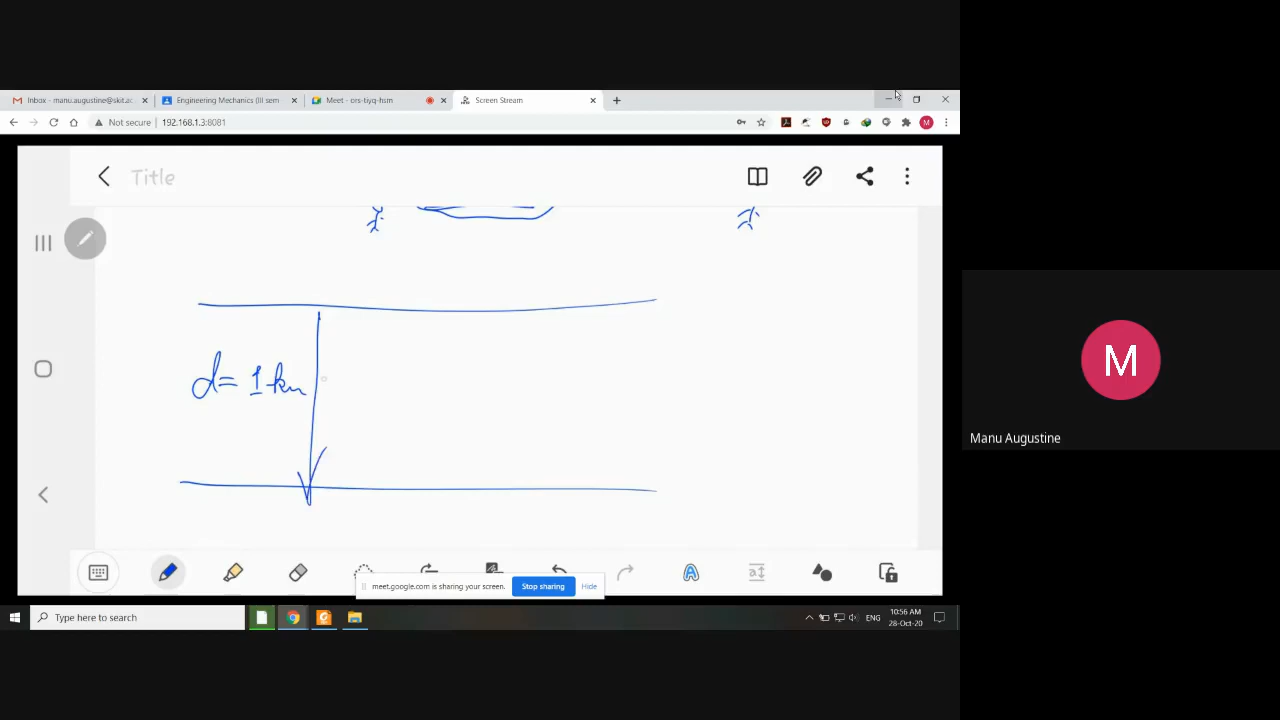 Inbox - manu.augustine@skit.ac
Engineering Mechanics (III sem
Meet - ors-tiyq-hsm
Screen Stream
Not secure | 192.168.1.3:8081
M
Title
d= 1 km
M
Manu Augustine
A
meet.google.com is sharing your screen. Stop sharing Hide
Type here to search
ENG
10:56 AM
28-Oct-20